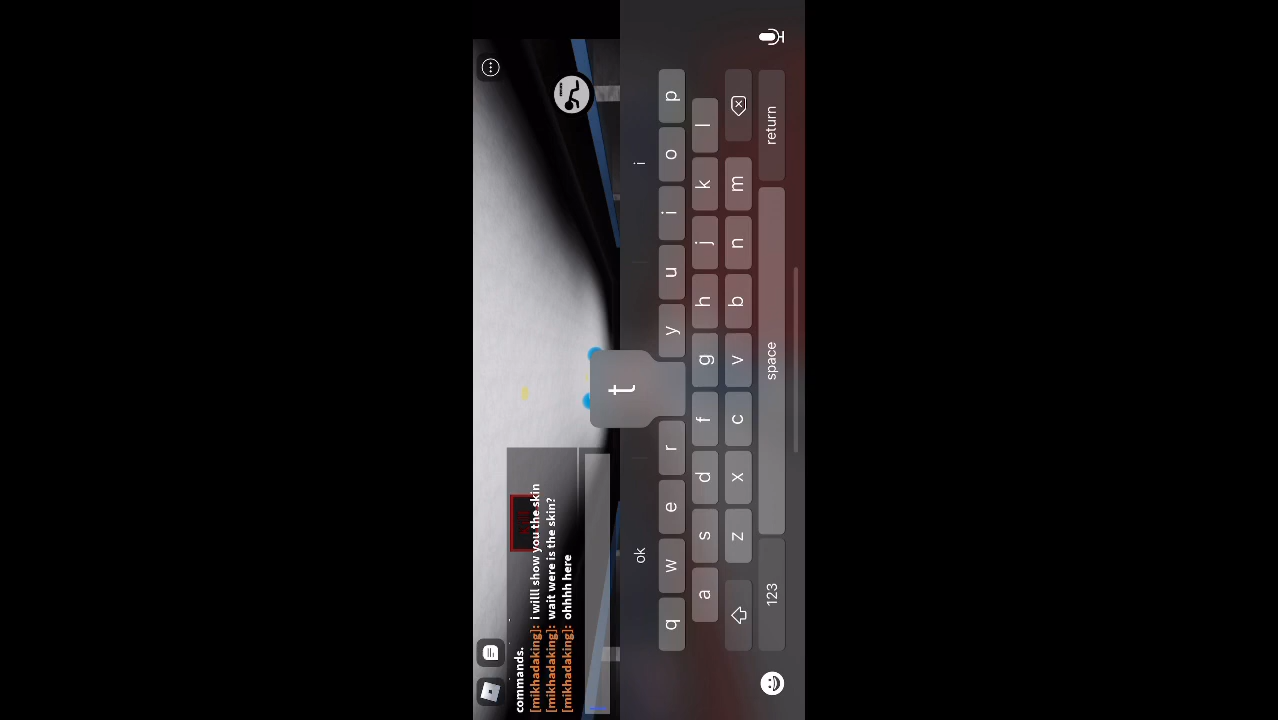 commands.
[mikhadaking]: i willl show you the skin
[mikhadaking]: wait were is the skin?
[mikhadaking]: ohhhh here
ok i
q w e r t y u i o p
a s d f g h j k l
z x c v b n m
123 space return